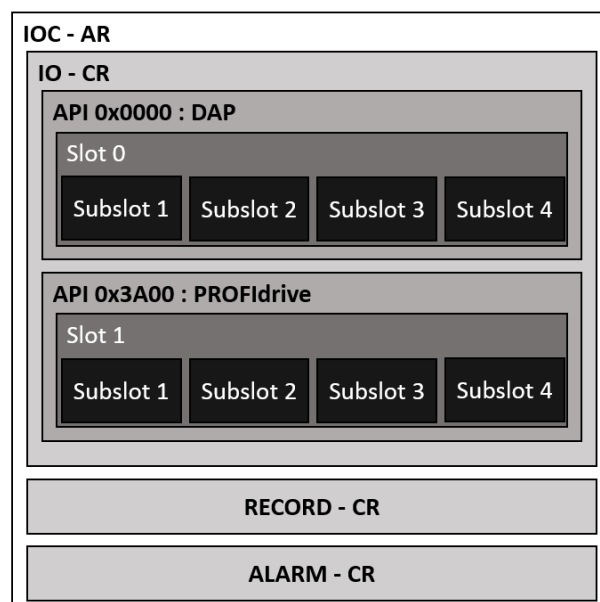 IOC - AR
IO - CR
API 0x0000 : DAP
Slot 0
Subslot 1 Subslot 2 Subslot 3 Subslot 4
API 0x3A00 : PROFIdrive
Slot 1
Subslot 1 Subslot 2 Subslot 3 Subslot 4
RECORD - CR
ALARM - CR